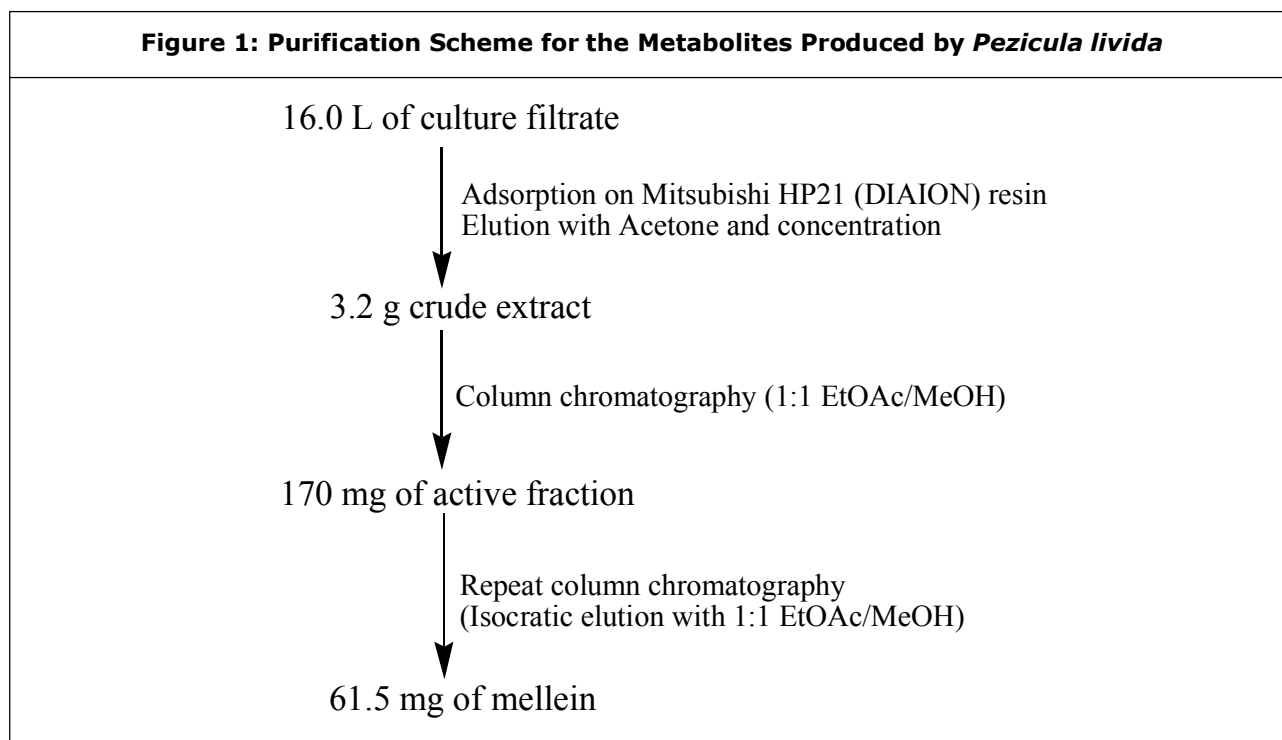 Figure 1: Purification Scheme for the Metabolites Produced by Pezicula livida
16.0 L of culture filtrate
Adsorption on Mitsubishi HP21 (DIAION) resin
Elution with Acetone and concentration
3.2 g crude extract
Column chromatography (1:1 EtOAc/MeOH)
170 mg of active fraction
Repeat column chromatography
(Isocratic elution with 1:1 EtOAc/MeOH)
61.5 mg of mellein